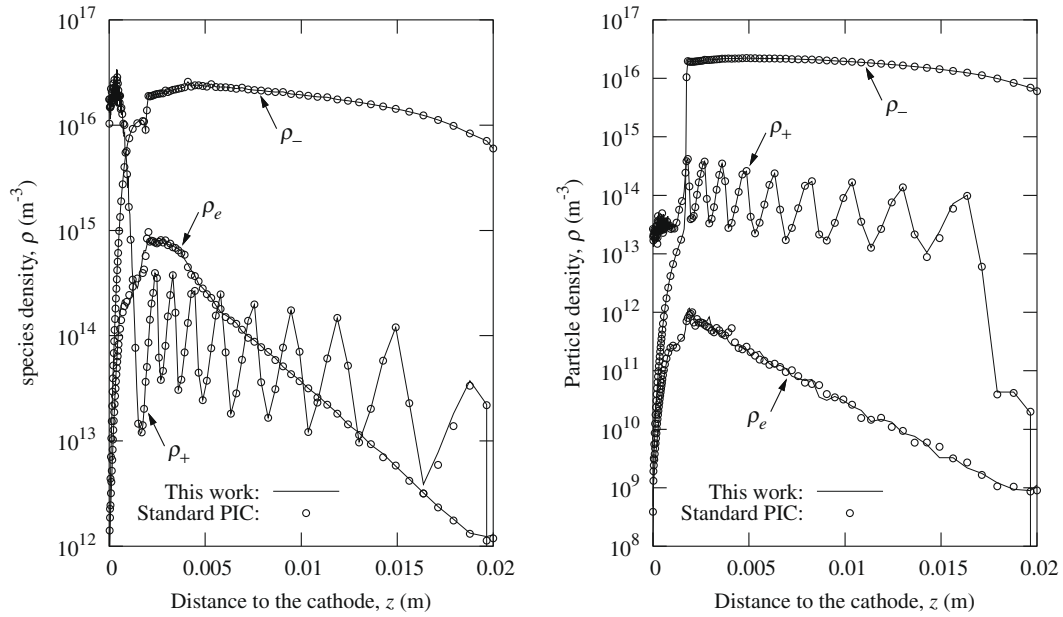 10^17
10^16
10^15
10^14
10^13
10^12
species density, ρ (m^-3)
ρ_–
ρ_e
ρ_+
This work:
Standard PIC:
0 0.005 0.01 0.015 0.02
Distance to the cathode, z (m)
10^17
10^16
10^15
10^14
10^13
10^12
10^11
10^10
10^9
10^8
Particle density, ρ (m^-3)
ρ_–
ρ_+
ρ_e
This work:
Standard PIC:
0 0.005 0.01 0.015 0.02
Distance to the cathode, z (m)